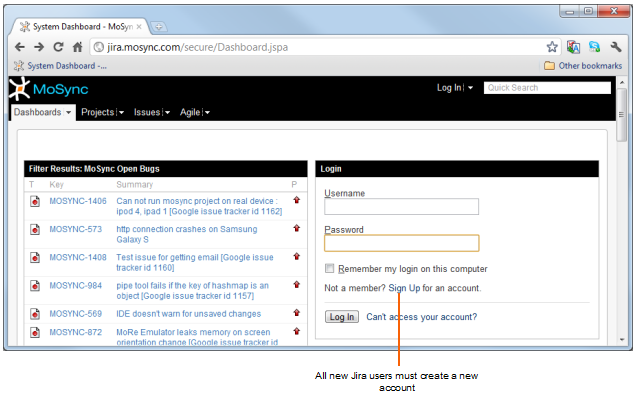 System Dashboard - MoSyn
jira.mosync.com/secure/Dashboard.jspa
System Dashboard -...
Other bookmarks
MoSync
Log In
Quick Search
Dashboards Projects Issues Agile
Filter Results: MoSync Open Bugs
T Key Summary P
MOSYNC-1406 Can not run mosync project on real device :
ipod 4, ipad 1 [Google issue tracker id 1162]
MOSYNC-573 http connection crashes on Samsung
Galaxy S
MOSYNC-1408 Test issue for getting email [Google issue
tracker id 1160]
MOSYNC-984 pipe tool fails if the key of hashmap is an
object [Google issue tracker id 1157]
MOSYNC-569 IDE doesn't warn for unsaved changes
MOSYNC-872 MoRe Emulator leaks memory on screen
orientation change [Google issue tracker id
Login
Username
Password
Remember my login on this computer
Not a member? Sign Up for an account.
Log In Can't access your account?
All new Jira users must create a new
account